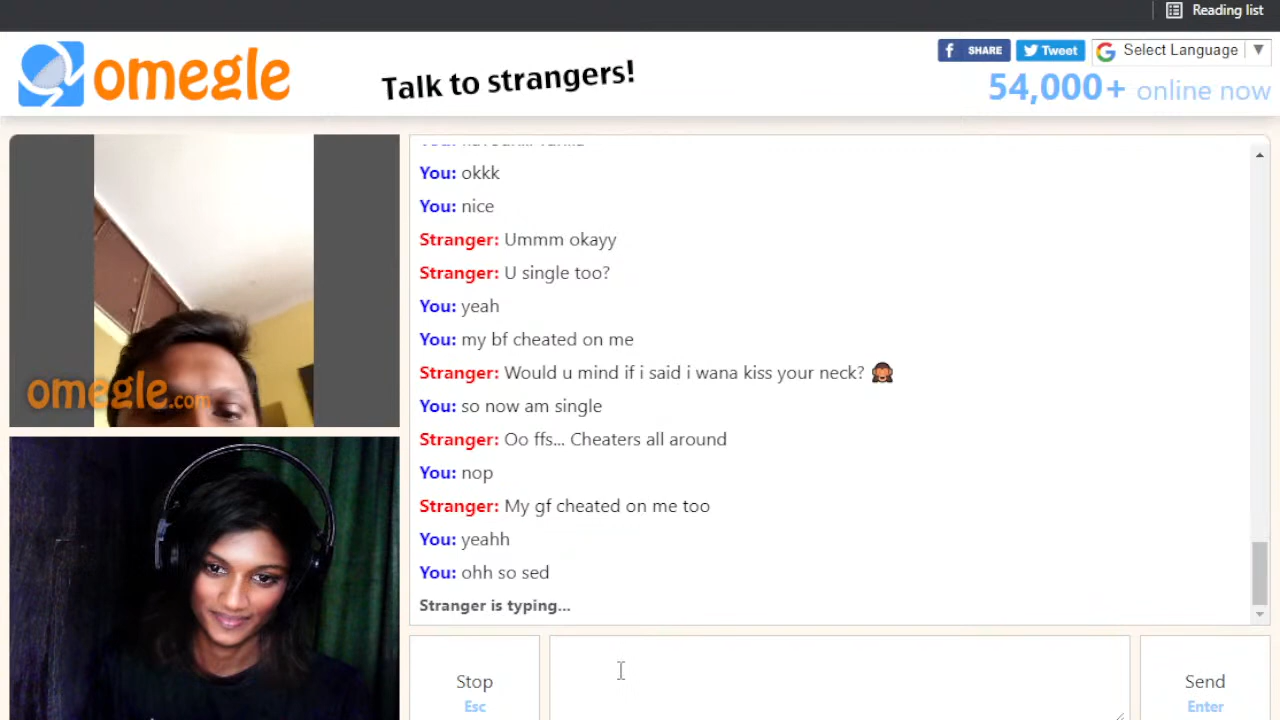 Reading list
omegle
Talk to strangers!
SHARE
Tweet
Select Language
54,000+ online now
You: okkk
You: nice
Stranger: Ummm okayy
Stranger: U single too?
You: yeah
You: my bf cheated on me
Stranger: Would u mind if i said i wana kiss your neck? 🙈
You: so now am single
Stranger: Oo ffs... Cheaters all around
You: nop
Stranger: My gf cheated on me too
You: yeahh
You: ohh so sed
Stranger is typing...
omegle.com
Stop
Esc
Send
Enter